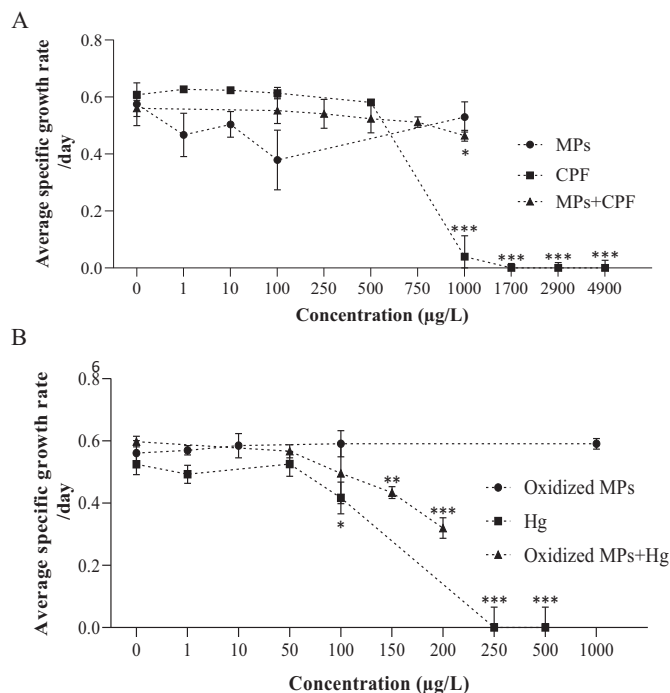 A
Average specific growth rate
/day
0.8
0.6
0.4
0.2
0.0
MPs
CPF
MPs+CPF
*
***
***
***
***
0 1 10 100 250 500 750 1000 1700 2900 4900
Concentration (µg/L)
B
6
Average specific growth rate
/day
0.8
0.6
0.4
0.2
0.0
Oxidized MPs
Hg
Oxidized MPs+Hg
**
***
*
***
***
0 1 10 50 100 150 200 250 500 1000
Concentration (µg/L)